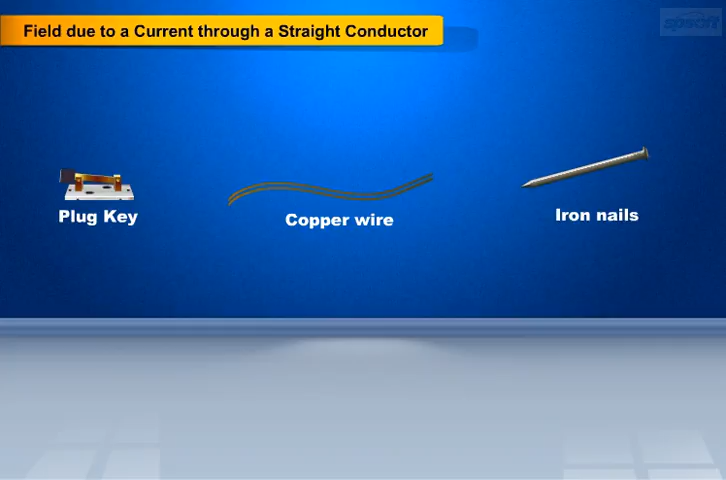 Field due to a Current through a Straight Conductor
Plug Key
Copper wire
Iron nails